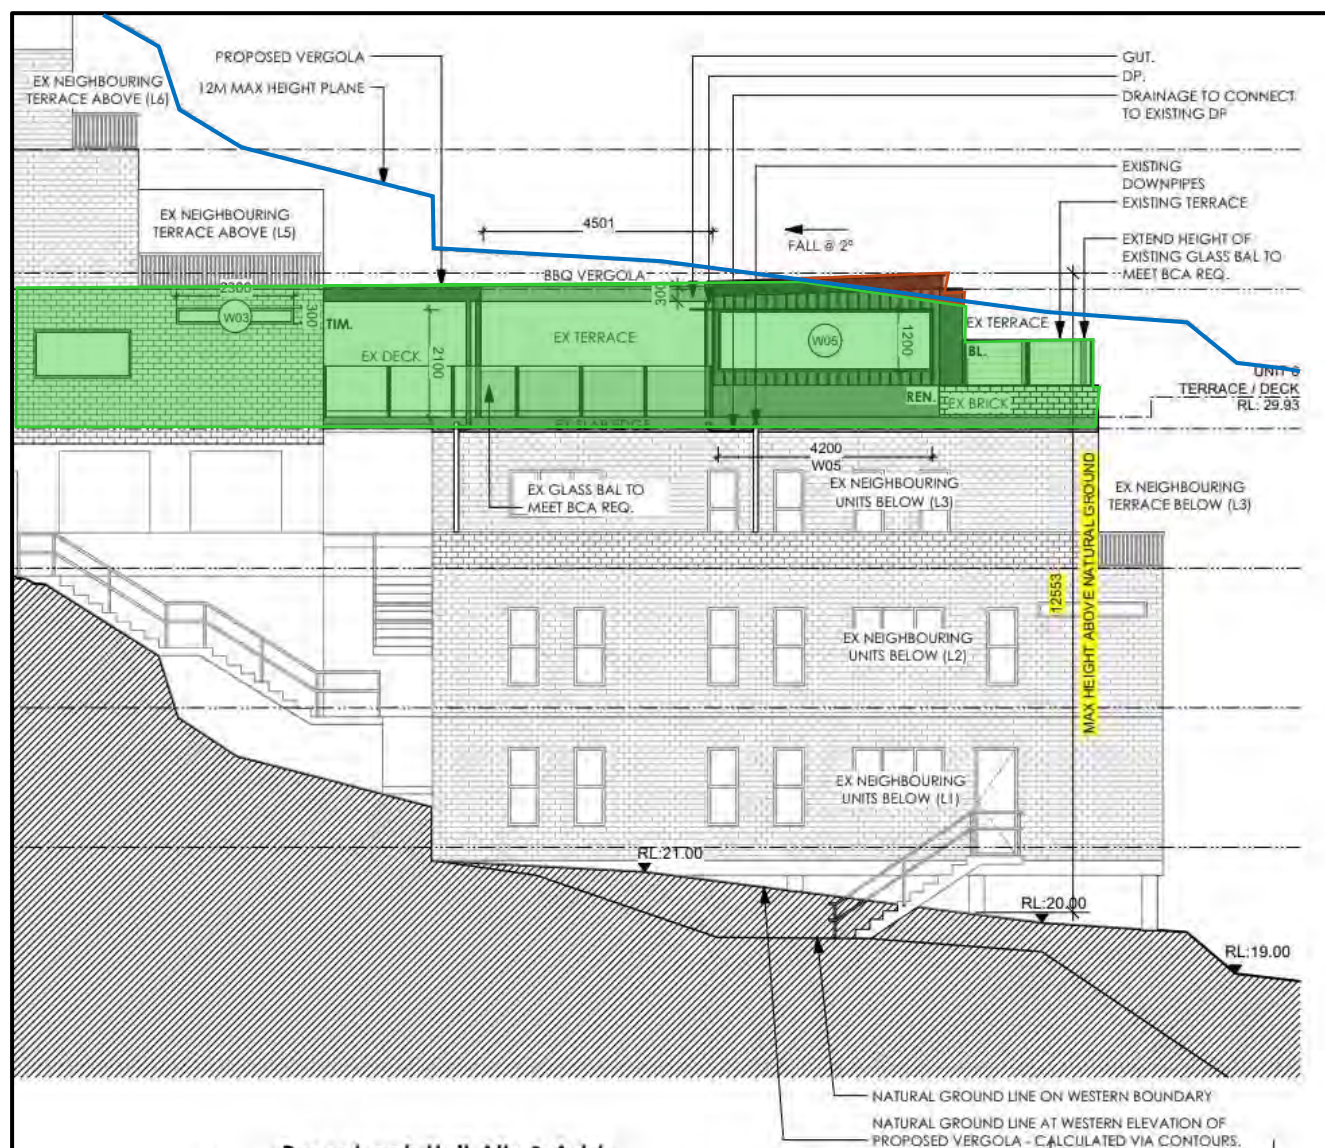 PROPOSED VERGOLA
12M MAX HEIGHT PLANE
EX NEIGHBOURING
TERRACE ABOVE (L6)
GUT.
DP.
DRAINAGE TO CONNECT
TO EXISTING DP
EXISTING
DOWNPIPES
EXISTING TERRACE
EXTEND HEIGHT OF
EXISTING GLASS BAL TO
MEET BCA REQ.
EX NEIGHBOURING
TERRACE ABOVE (L5)
4501
FALL @ 2°
BBQ VERGOLA
2300
300
W03
300
TIM.
EX DECK
2100
EX TERRACE
W05
1200
EX TERRACE
BL.
REN.
EX BRICK
EX SLAB EDGE
UNIT 6
TERRACE / DECK
RL: 29.93
4200
W05
EX GLASS BAL TO
MEET BCA REQ.
EX NEIGHBOURING
UNITS BELOW (L3)
EX NEIGHBOURING
TERRACE BELOW (L3)
12553
MAX HEIGHT ABOVE NATURAL GROUND
EX NEIGHBOURING
UNITS BELOW (L2)
EX NEIGHBOURING
UNITS BELOW (L1)
RL:21.00
RL:20.00
RL:19.00
NATURAL GROUND LINE ON WESTERN BOUNDARY
NATURAL GROUND LINE AT WESTERN ELEVATION OF
PROPOSED VERGOLA - CALCULATED VIA CONTOURS.